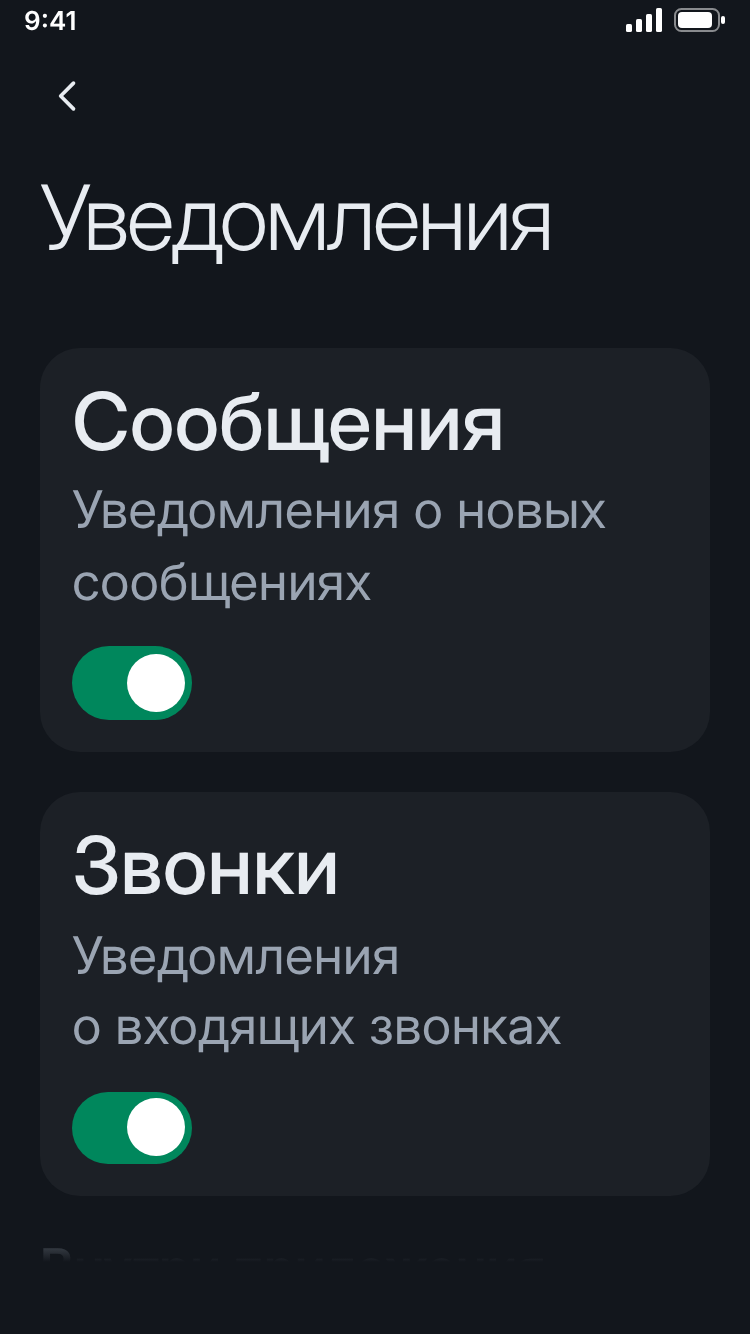 9:41
Уведомления
Сообщения
Уведомления о новых
сообщениях
Звонки
Уведомления
о входящих звонках